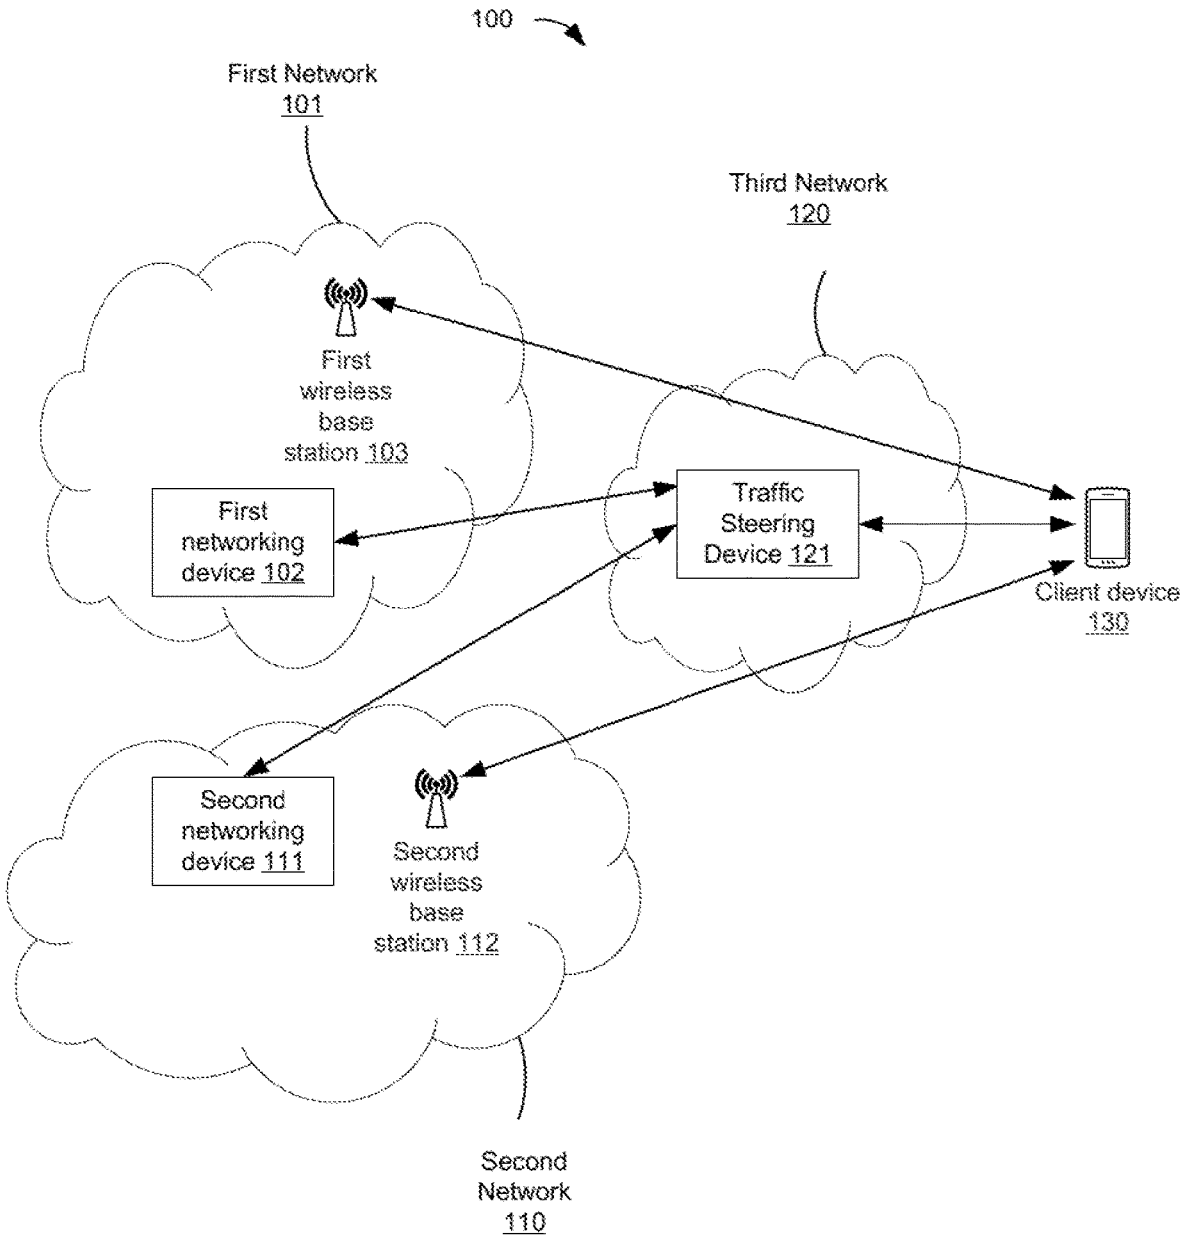 100
First Network
101
Third Network
120
First
wireless
base
station 103
First
networking
device 102
Traffic
Steering
Device 121
Client device
130
Second
networking
device 111
Second
wireless
base
station 112
Second
Network
110